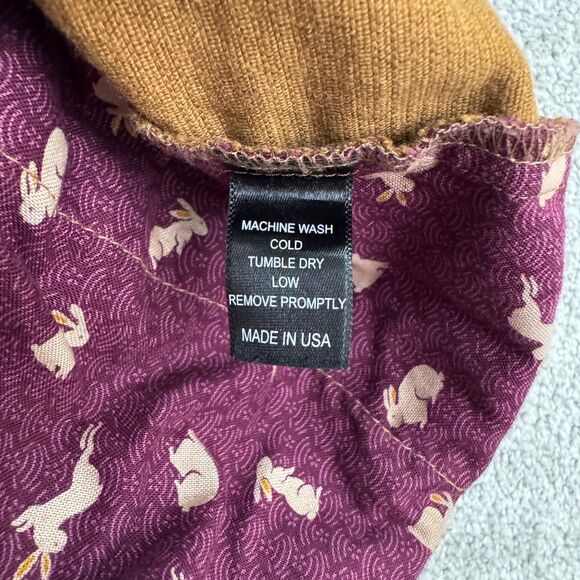 MACHINE WASH
COLD
TUMBLE DRY
LOW
REMOVE PROMPTLY
MADE IN USA